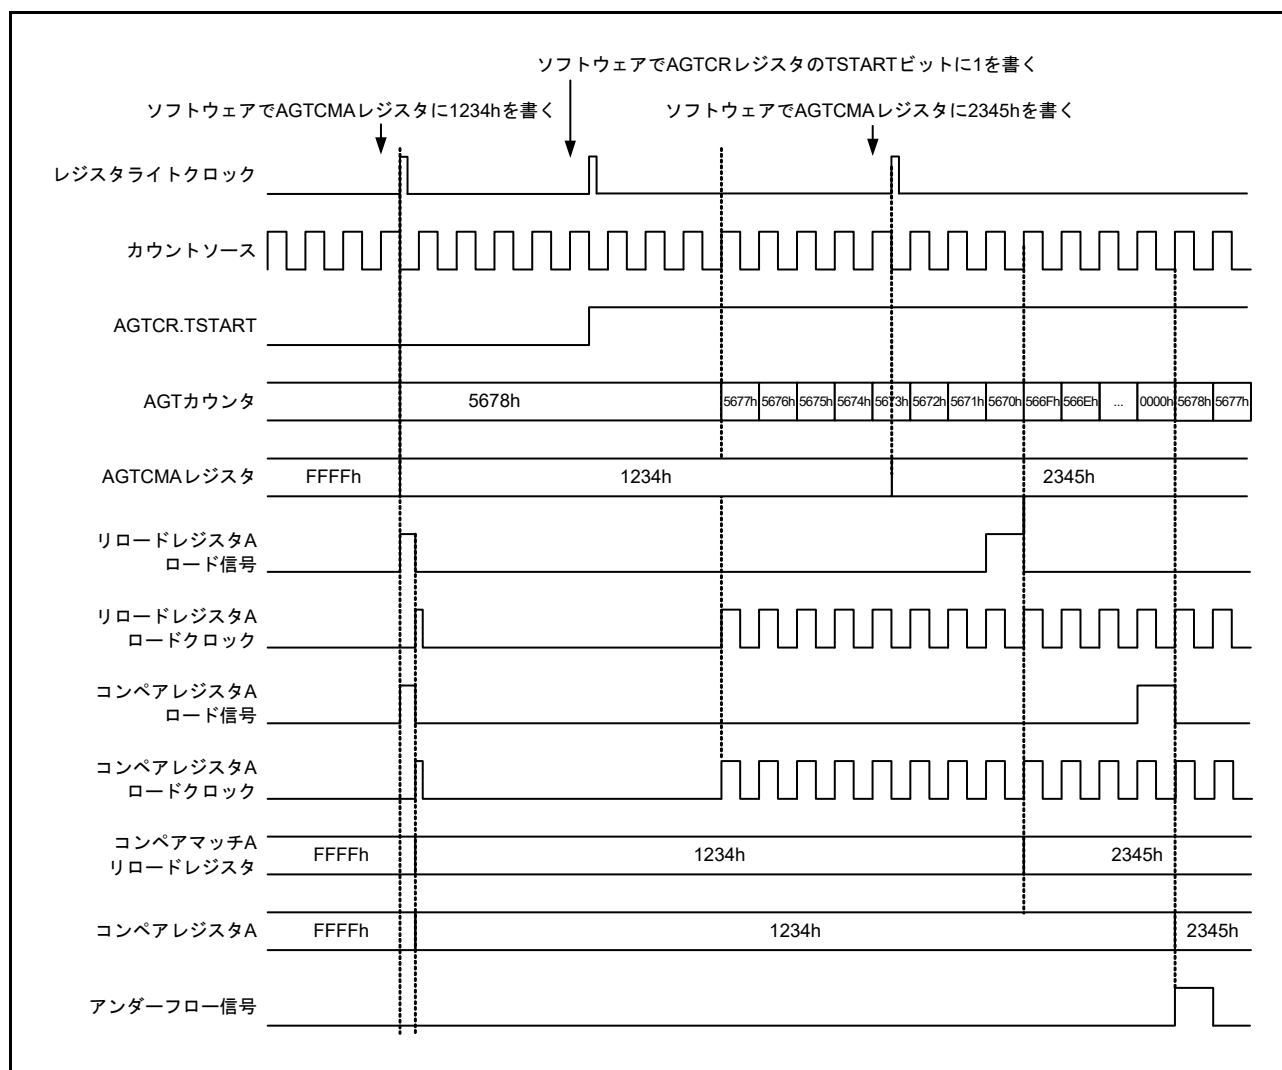 ソフトウェアでAGTCRレジスタのTSTARTビットに1を書く
ソフトウェアでAGTCMAレジスタに1234hを書く
ソフトウェアでAGTCMAレジスタに2345hを書く
レジスタライトクロック
カウントソース
AGTCR.TSTART
AGTカウンタ
5678h
5677h 5676h 5675h 5674h 5673h 5672h 5671h 5670h 566Fh 566Eh ... 0000h 5678h 5677h
AGTCMAレジスタ
FFFFh
1234h
2345h
リロードレジスタA
ロード信号
リロードレジスタA
ロードクロック
コンペアレジスタA
ロード信号
コンペアレジスタA
ロードクロック
コンペアマッチA
リロードレジスタ
FFFFh
1234h
2345h
コンペアレジスタA
FFFFh
1234h
2345h
アンダーフロー信号